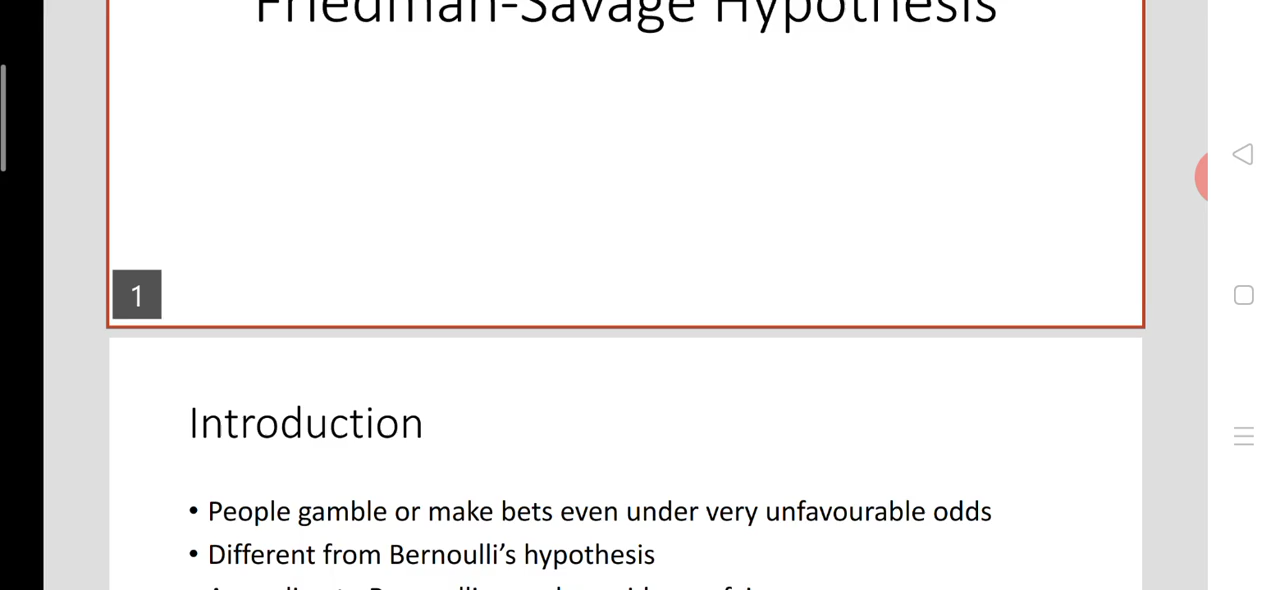 Friedman-Savage Hypothesis
1
Introduction
• People gamble or make bets even under very unfavourable odds
• Different from Bernoulli’s hypothesis